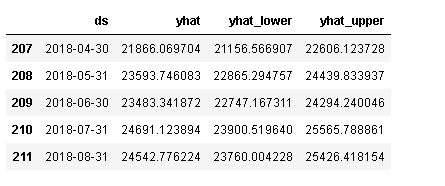 ds yhat yhat_lower yhat_upper
207 2018-04-30 21866.069704 21156.566907 22606.123728
208 2018-05-31 23593.746083 22865.294757 24439.833937
209 2018-06-30 23483.341872 22747.167311 24294.240046
210 2018-07-31 24691.123894 23900.519640 25565.788861
211 2018-08-31 24542.776224 23760.004228 25426.418154